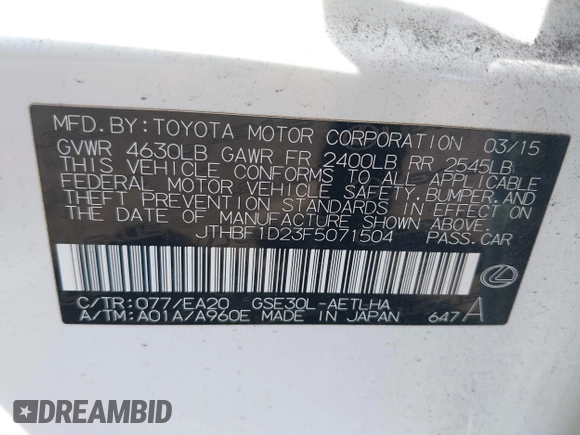 MFD. BY: TOYOTA MOTOR CORPORATION 03/15
GVWR 4630LB GAWR FR 2400LB RR 2545LB
THIS VEHICLE CONFORMS TO ALL APPLICABLE
FEDERAL MOTOR VEHICLE SAFETY, BUMPER, AND
THEFT PREVENTION STANDARDS IN EFFECT ON
THE DATE OF MANUFACTURE SHOWN ABOVE.
JTHBF1D23F5071504 PASS.CAR
C/TR: 077/EA20 GSE30L-AETLHA
A/TM: A01A/A960E MADE IN JAPAN 647 A
DREAMBID